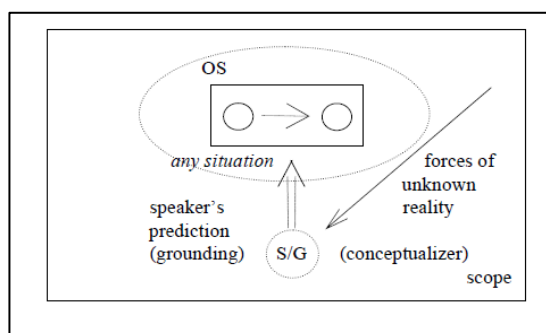 OS
any situation
forces of
unknown
reality
speaker's
prediction
(grounding)
S/G
(conceptualizer)
scope